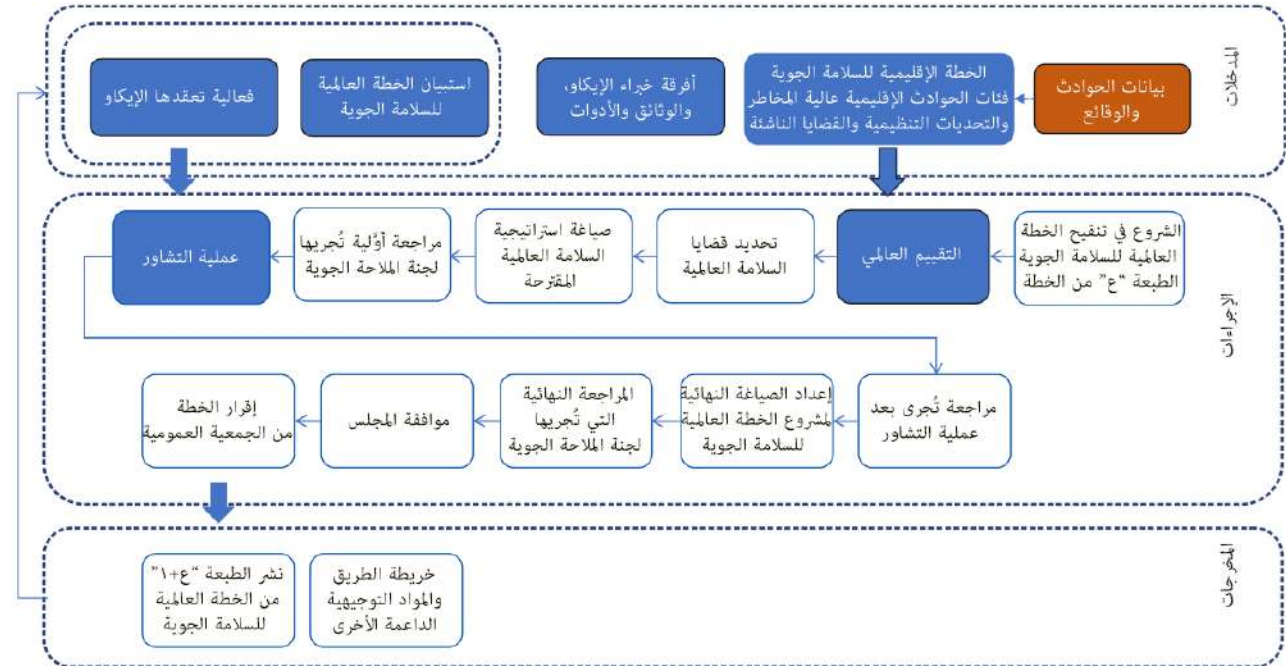 المدخلات
بيانات الحوادث
والوقائع
الخطة الإقليمية للسلامة الجوية
فئات الحوادث الإقليمية عالية المخاطر
والتحديات التنظيمية والقضايا الناشئة
أفرقة خبراء الإيكاو،
والوثائق والأدوات
استبيان الخطة العالمية
للسلامة الجوية
فعالية تعقدها الإيكاو
الإجراءات
الشروع في تنقيح الخطة
العالمية للسلامة الجوية
الطبعة “ع” من الخطة
التقييم العالمي
تحديد قضايا
السلامة العالمية
صياغة استراتيجية
السلامة العالمية
المقترحة
مراجعة أوّلية تُجريها
لجنة الملاحة الجوية
عملية التشاور
مراجعة تُجرى بعد
عملية التشاور
إعداد الصياغة النهائية
لمشروع الخطة العالمية
للسلامة الجوية
المراجعة النهائية
التي تُجريها
لجنة الملاحة الجوية
موافقة المجلس
إقرار الخطة
من الجمعية العمومية
المخرجات
خريطة الطريق
والمواد التوجيهية
الداعمة الأخرى
نشر الطبعة “ع+١”
من الخطة العالمية
للسلامة الجوية